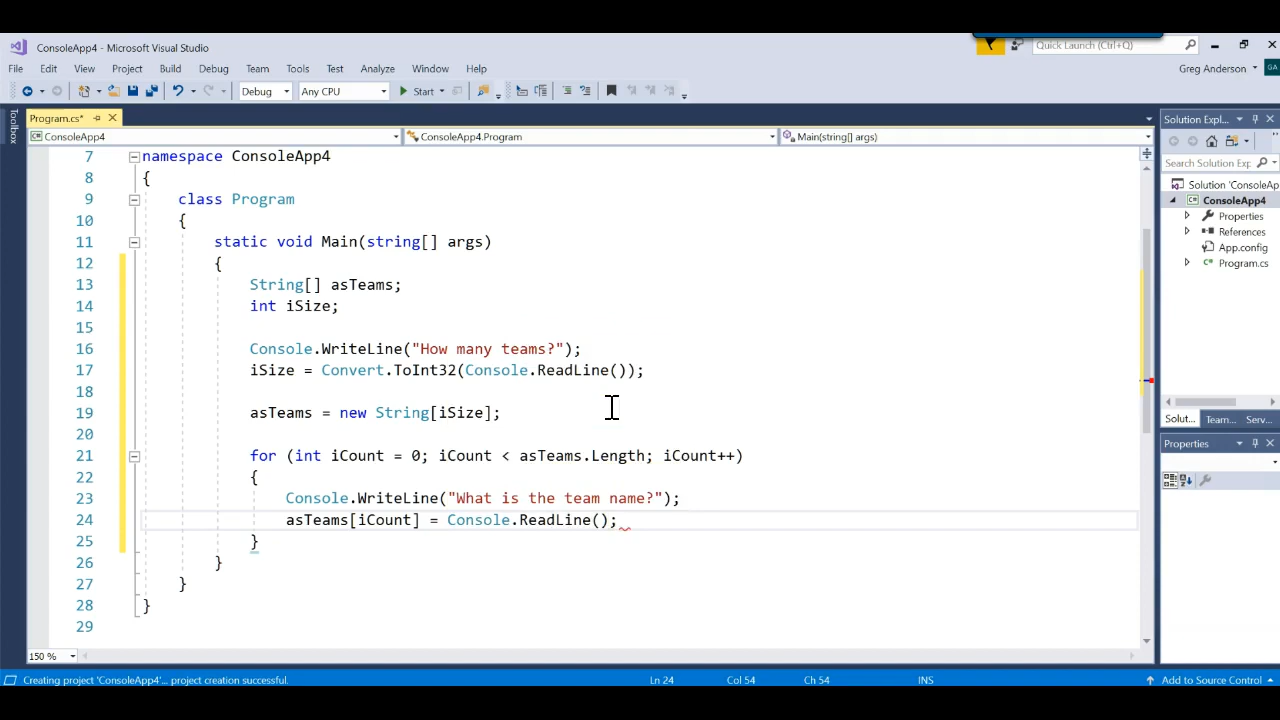 ConsoleApp4 - Microsoft Visual Studio
Quick Launch (Ctrl+Q)
File Edit View Project Build Debug Team Tools Test Analyze Window Help
Greg Anderson GA
Debug Any CPU Start
Toolbox
Program.cs*
Solution Expl...
ConsoleApp4 ConsoleApp4.Program Main(string[] args)
Search Solution Exp
Solution 'ConsoleAp
ConsoleApp4
Properties
References
App.config
Program.cs
Solut... Team... Serv...
Properties
7 namespace ConsoleApp4
8 {
9 class Program
10 {
11 static void Main(string[] args)
12 {
13 String[] asTeams;
14 int iSize;
15
16 Console.WriteLine("How many teams?");
17 iSize = Convert.ToInt32(Console.ReadLine());
18
19 asTeams = new String[iSize];
20
21 for (int iCount = 0; iCount < asTeams.Length; iCount++)
22 {
23 Console.WriteLine("What is the team name?");
24 asTeams[iCount] = Console.ReadLine();
25 }
26 }
27 }
28 }
29
150 %
Creating project 'ConsoleApp4'... project creation successful. Ln 24 Col 54 Ch 54 INS Add to Source Control